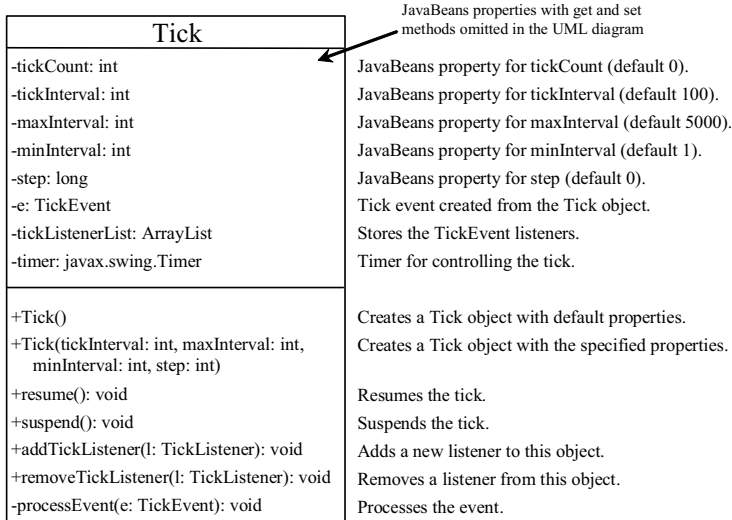 JavaBeans properties with get and set
methods omitted in the UML diagram
Tick
-tickCount: int
JavaBeans property for tickCount (default 0).
-tickInterval: int
JavaBeans property for tickInterval (default 100).
-maxInterval: int
JavaBeans property for maxInterval (default 5000).
-minInterval: int
JavaBeans property for minInterval (default 1).
-step: long
JavaBeans property for step (default 0).
-e: TickEvent
Tick event created from the Tick object.
-tickListenerList: ArrayList
Stores the TickEvent listeners.
-timer: javax.swing.Timer
Timer for controlling the tick.
+Tick()
Creates a Tick object with default properties.
+Tick(tickInterval: int, maxInterval: int,
Creates a Tick object with the specified properties.
minInterval: int, step: int)
+resume(): void
Resumes the tick.
+suspend(): void
Suspends the tick.
+addTickListener(l: TickListener): void
Adds a new listener to this object.
+removeTickListener(l: TickListener): void
Removes a listener from this object.
-processEvent(e: TickEvent): void
Processes the event.